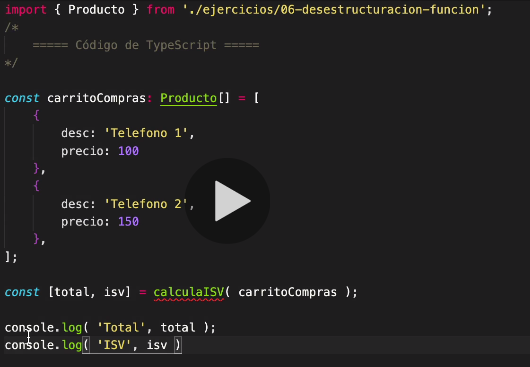 import { Producto } from './ejercicios/06-desestructuracion-funcion';
/*
===== Código de TypeScript =====
*/
const carritoCompras: Producto[] = [
{
desc: 'Telefono 1',
precio: 100
},
{
desc: 'Telefono 2',
precio: 150
},
];
const [total, isv] = calculaISV( carritoCompras );
console.log( 'Total', total );
console.log( 'ISV', isv )